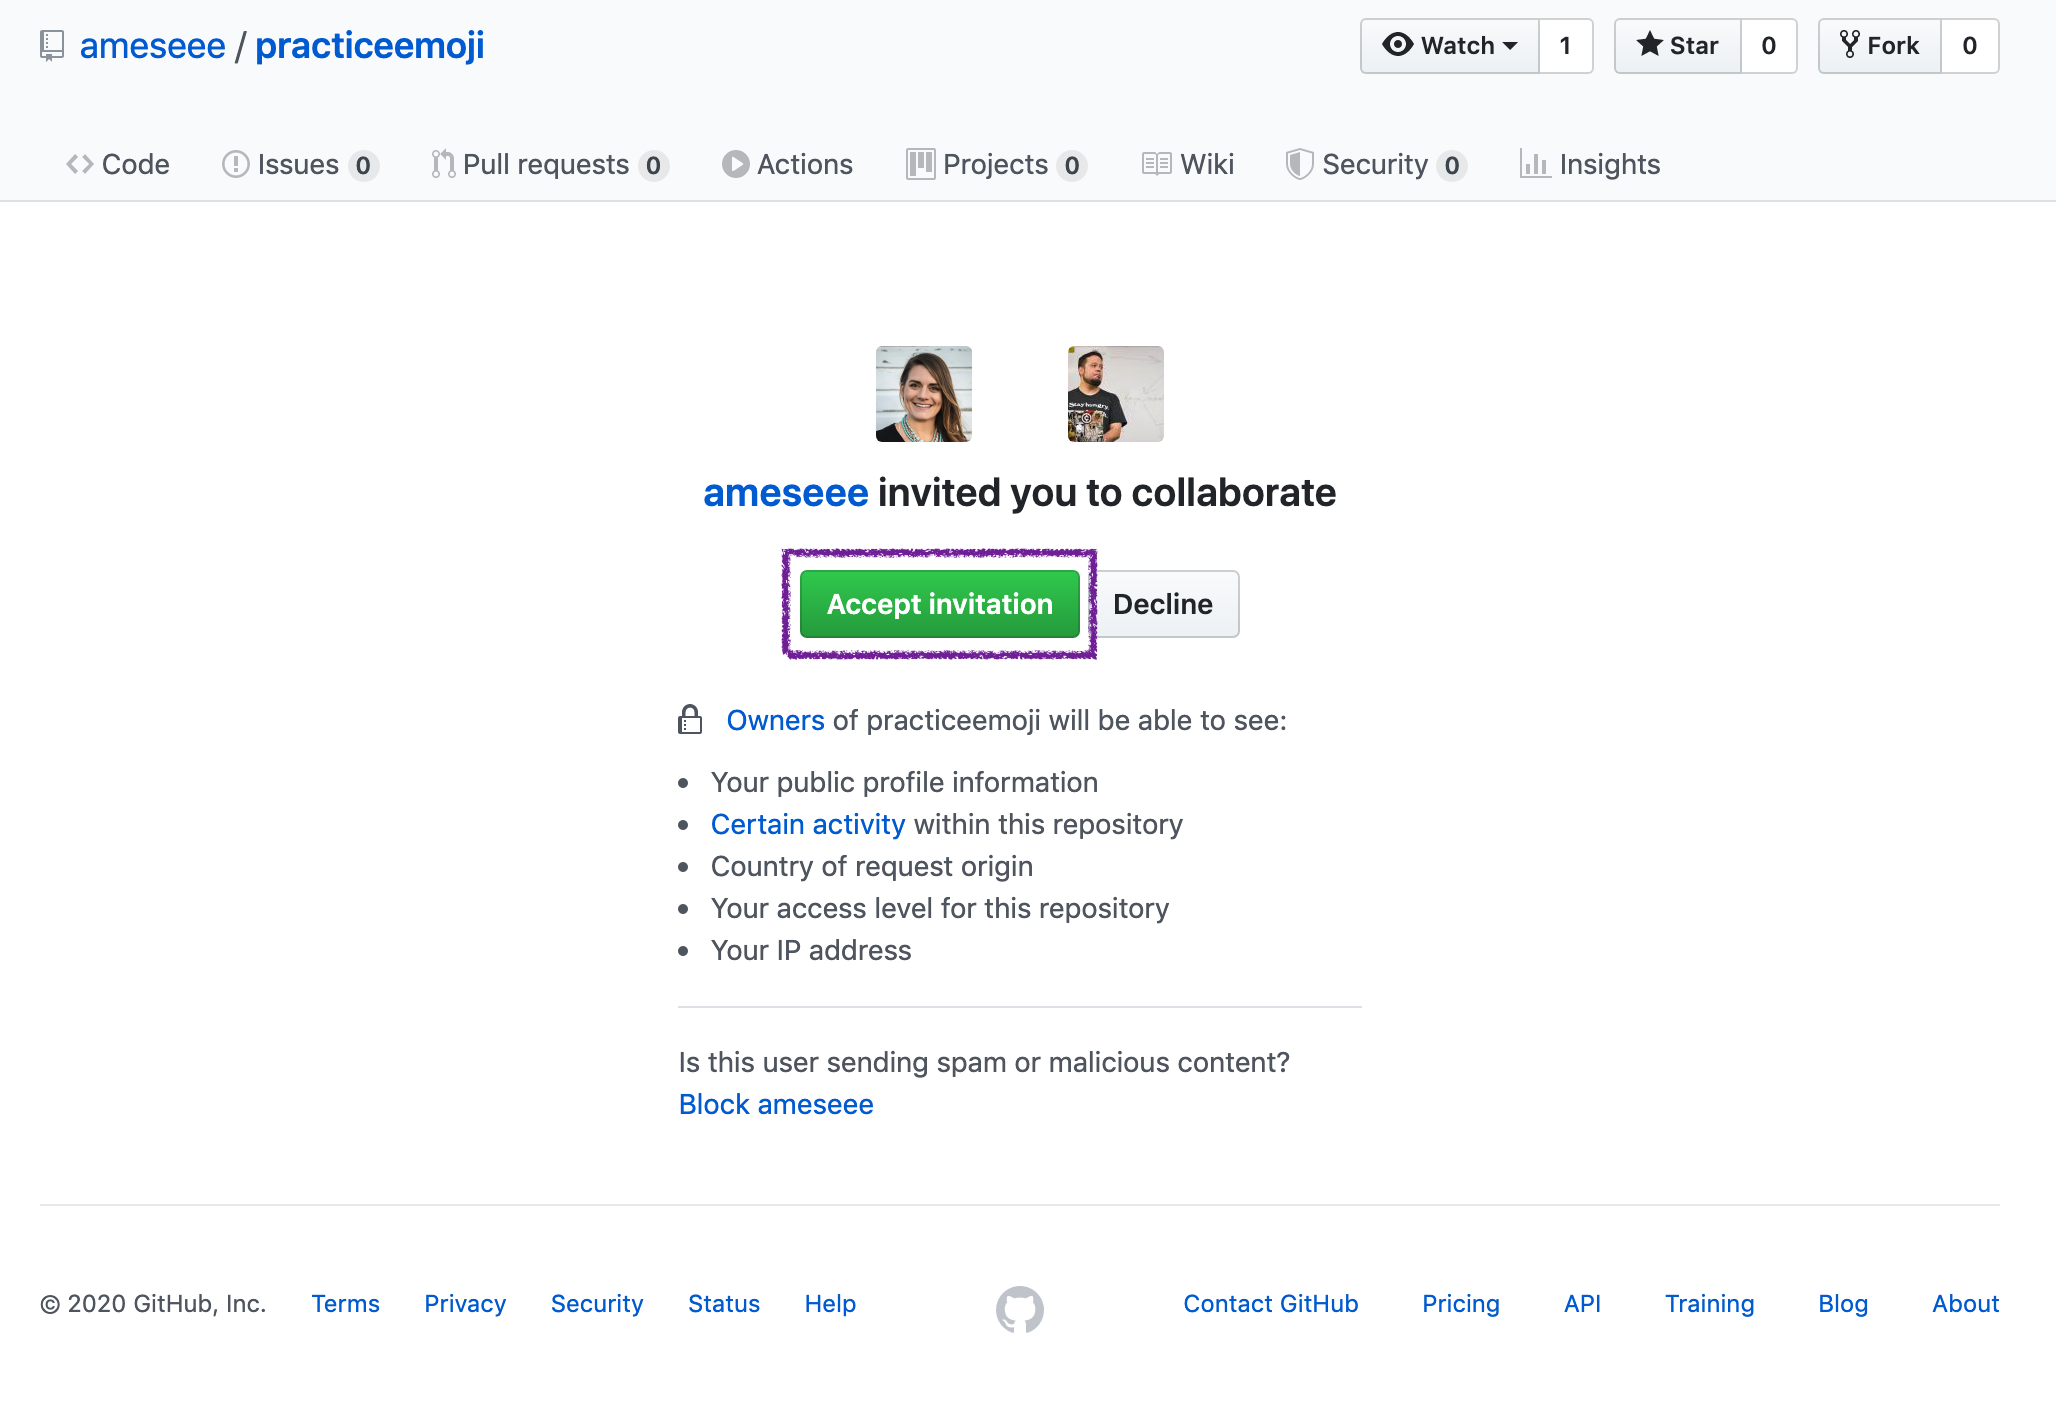 ameseee / practiceemoji
Watch 1 Star 0 Fork 0
Code Issues 0 Pull requests 0 Actions Projects 0 Wiki Security 0 Insights
Stay hungry
ameseee invited you to collaborate
Accept invitation Decline
Owners of practiceemoji will be able to see:
• Your public profile information
• Certain activity within this repository
• Country of request origin
• Your access level for this repository
• Your IP address
Is this user sending spam or malicious content?
Block ameseee
© 2020 GitHub, Inc. Terms Privacy Security Status Help Contact GitHub Pricing API Training Blog About